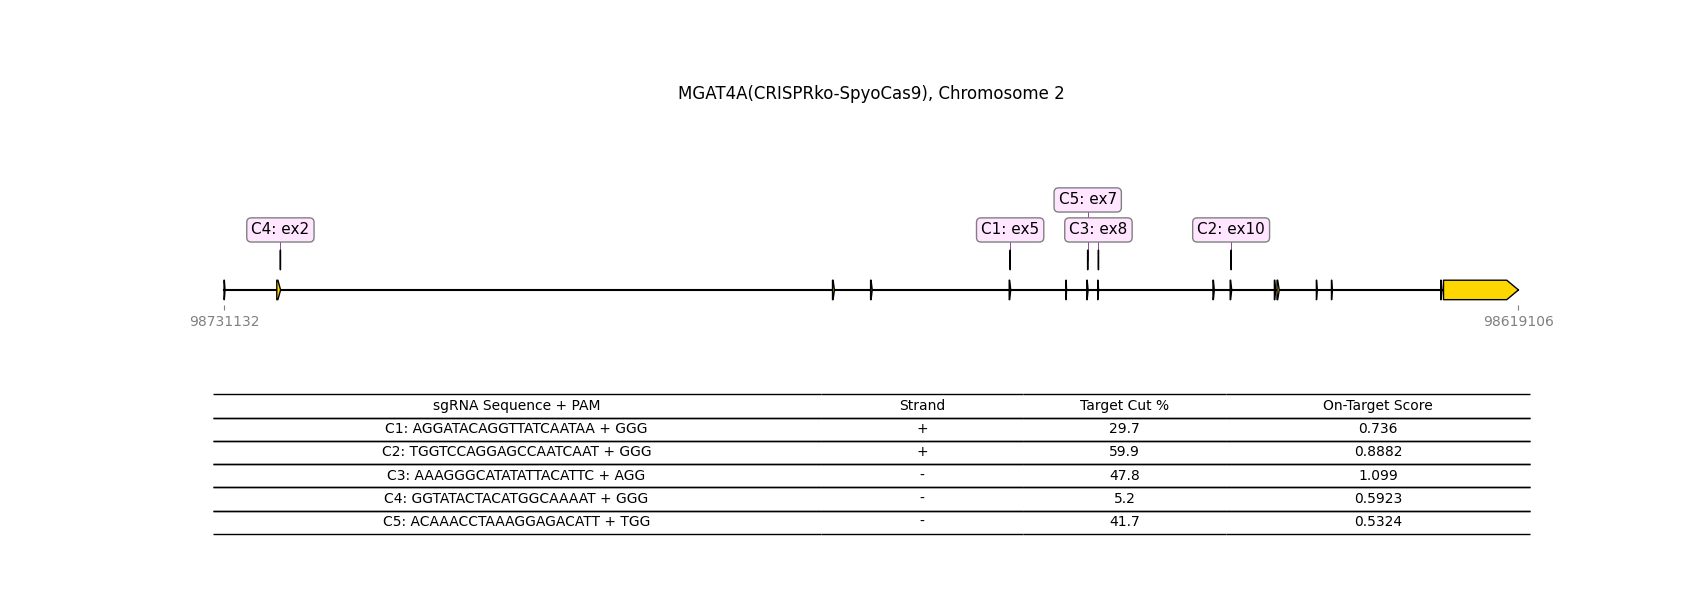 MGAT4A(CRISPRko-SpyoCas9), Chromosome 2
C5: ex7
C4: ex2 C1: ex5 C3: ex8 C2: ex10
98731132 98619106
sgRNA Sequence + PAM Strand Target Cut % On-Target Score
C1: AGGATACAGGTTATCAATAA + GGG + 29.7 0.736
C2: TGGTCCAGGAGCCAATCAAT + GGG + 59.9 0.8882
C3: AAAGGGCATATATTACATTC + AGG - 47.8 1.099
C4: GGTATACTACATGGCAAAAT + GGG - 5.2 0.5923
C5: ACAAACCTAAAGGAGACATT + TGG - 41.7 0.5324